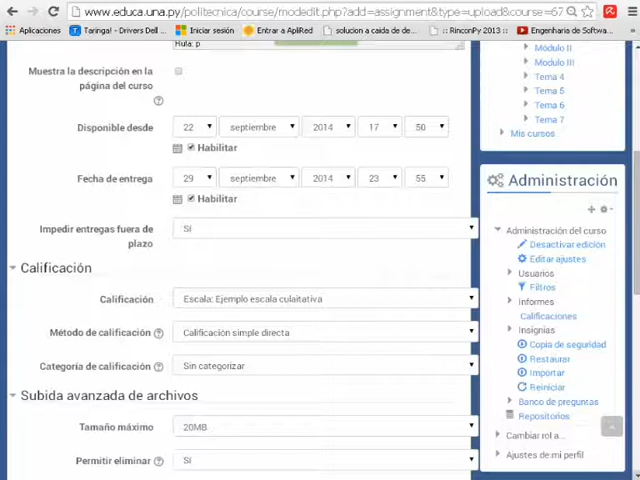 www.educa.una.py/politecnica/course/modedit.php?add=assignment&type=upload&course=67
Aplicaciones Taringa! - Drivers Dell ... Iniciar sesión Entrar a ApliRed solucion a caida de de... :: RinconPy 2013 :: Engenharia de Softwa...
Hula: p
Muestra la descripción en la
página del curso
Disponible desde 22 septiembre 2014 17 50
Habilitar
Fecha de entrega 29 septiembre 2014 23 55
Habilitar
Impedir entregas fuera de
plazo
Sí
Calificación
Calificación Escala: Ejemplo escala culaitativa
Método de calificación Calificación simple directa
Categoría de calificación Sin categorizar
Subida avanzada de archivos
Tamaño máximo 20MB
Permitir eliminar Sí
Módulo II
Modulo III
Tema 4
Tema 5
Tema 6
Tema 7
Mis cursos
Administración
Administración del curso
Desactivar edición
Editar ajustes
Usuarios
Filtros
Informes
Calificaciones
Insignias
Copia de seguridad
Restaurar
Importar
Reiniciar
Banco de preguntas
Repositorios
Cambiar rol a...
Ajustes de mi perfil